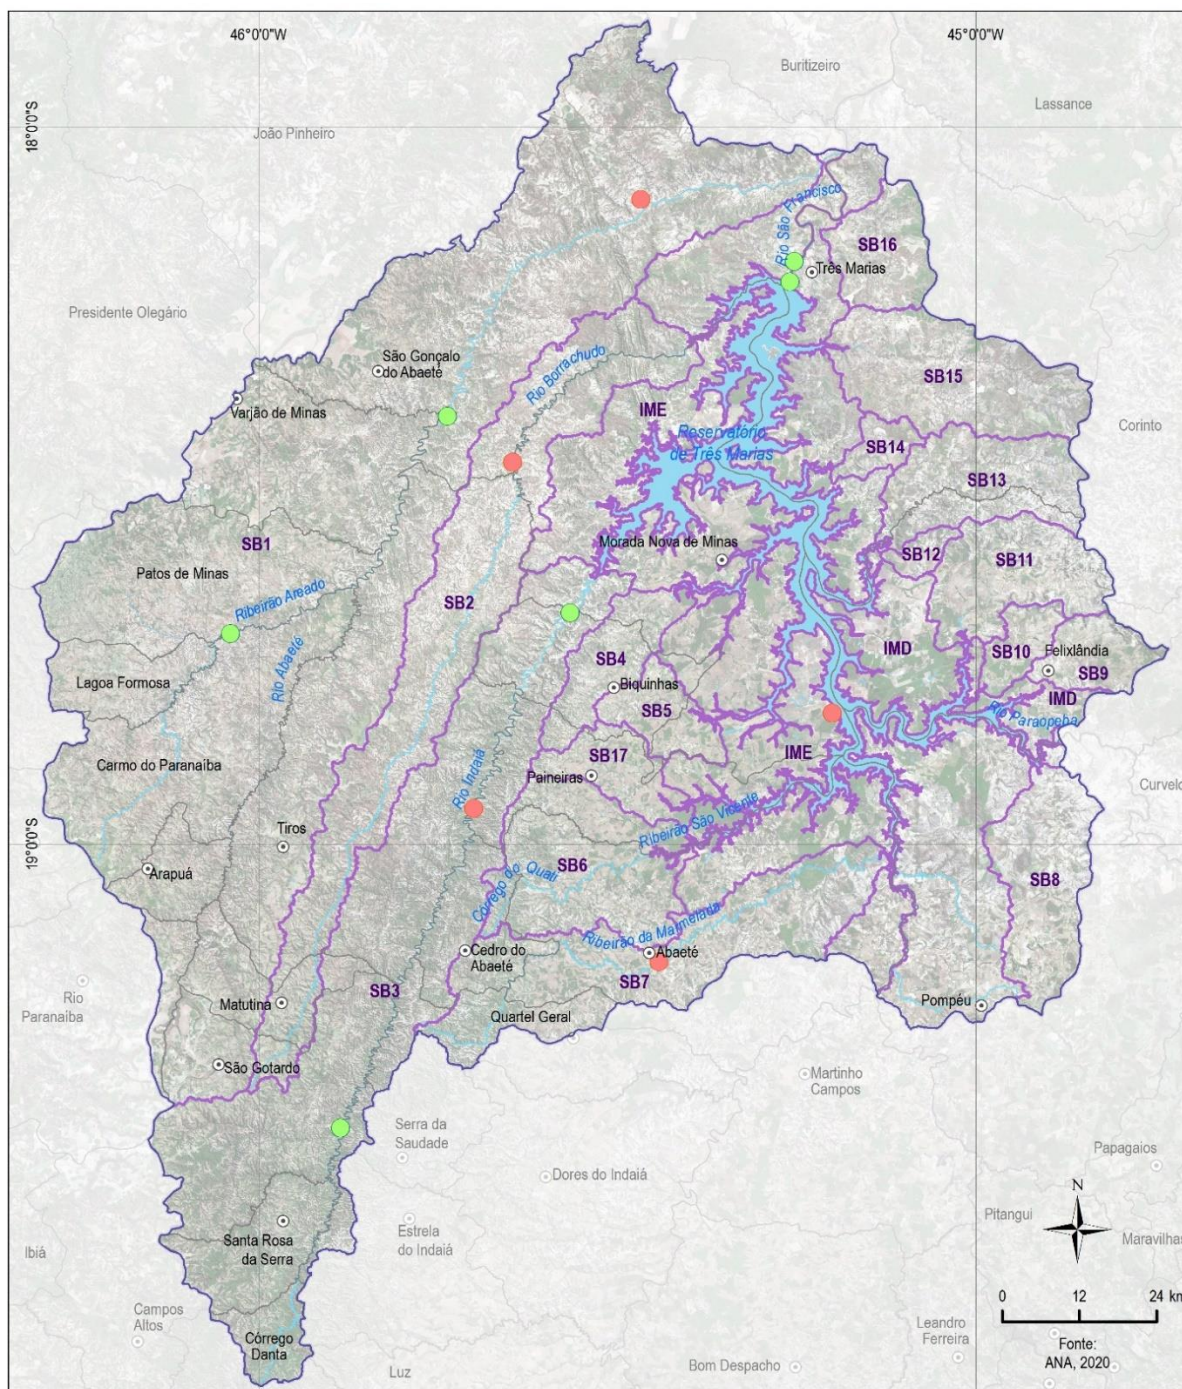 46°0'0"W
45°0'0"W
Buritizeiro
Lassance
18°0'0"S
João Pinheiro
Rio São Francisco
SB16
Três Marias
Presidente Olegário
São Gonçalo
do Abaeté
Rio Borrachudo
SB15
Varjão de Minas
IME
Reservatório
de Três Marias
Corinto
SB14
SB13
SB1
Morada Nova de Minas
SB12
SB11
Patos de Minas
Ribeirão Areado
SB2
Rio Abaeté
SB4
IMD
SB10
Felixlândia
SB9
Lagoa Formosa
Biquinhas
SB5
IMD
Rio Paraopeba
Carmo do Paranaíba
Rio Indaiá
SB17
IME
Paineiras
Curvelo
Ribeirão São Vicente
19°0'0"S
Tiros
Arapuá
Córrego do Quati
SB6
SB8
Ribeirão da Marmelada
Cedro do
Abaeté
Abaeté
SB7
SB3
Rio
Paranaíba
Matutina
Quartel Geral
Pompéu
São Gotardo
Martinho
Campos
Serra da
Saudade
Papagaios
Dores do Indaiá
N
Santa Rosa
da Serra
Estrela
do Indaiá
Pitangui
Maravilhas
Ibiá
0 12 24 km
Campos
Altos
Córrego
Danta
Leandro
Ferreira
Fonte:
ANA, 2020
Luz
Bom Despacho